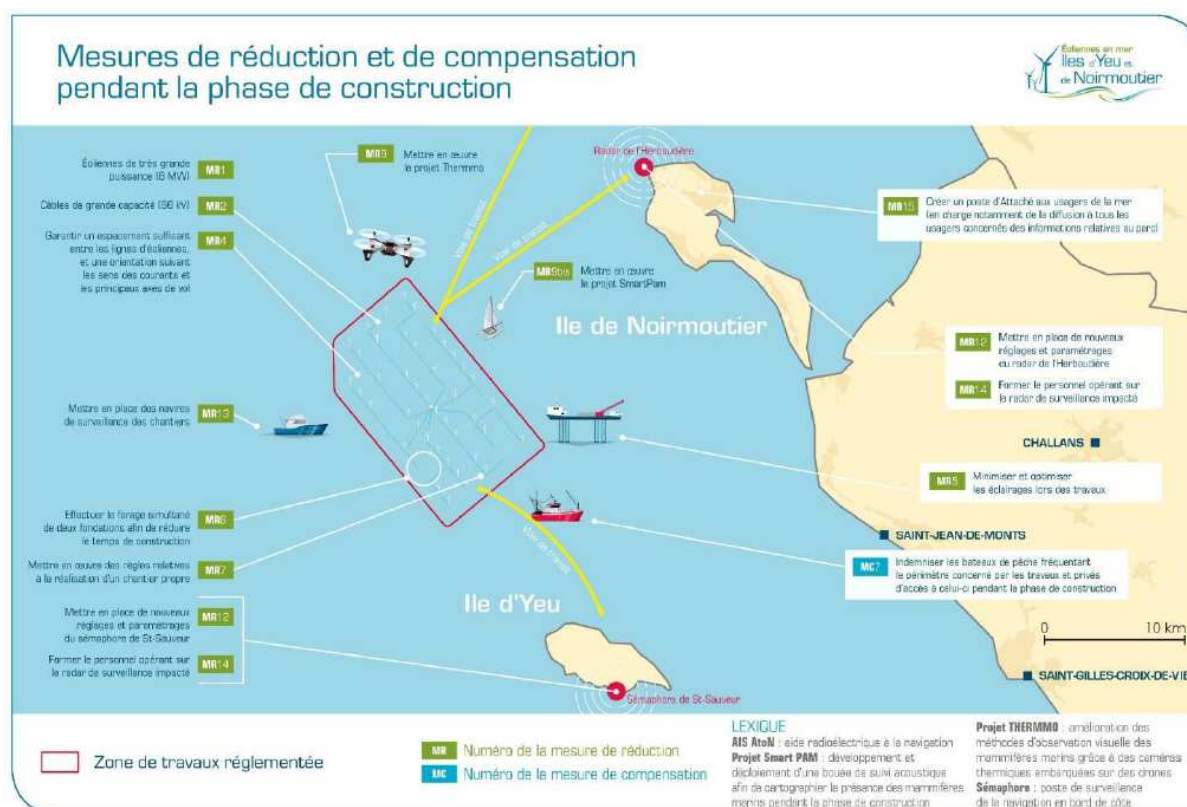 Mesures de réduction et de compensation
pendant la phase de construction
Éoliennes en mer
Iles d'Yeu et
de Noirmoutier
Éoliennes de très grande
puissance (8 MW)
MR1
Câbles de grande capacité (66 kV)
MR2
Garantir un espacement suffisant
entre les lignes d'éoliennes,
et une orientation suivant
les sens des courants et
les principaux axes de vol
MR4
Mettre en place des navires
de surveillance des chantiers
MR13
Effectuer le forage simultané
de deux fondations afin de réduire
le temps de construction
MR6
Mettre en œuvre des règles relatives
à la réalisation d'un chantier propre
MR7
Mettre en place de nouveaux
réglages et paramétrages
du sémaphore de St-Sauveur
MR12
Former le personnel opérant sur
le radar de surveillance impacté
MR14
Mettre en œuvre
le projet Thermmo
Voie de transit
Voie de transit
MR9bis
Mettre en œuvre
le projet SmartPam
Radar de l'Herbaudière
Ile de Noirmoutier
MR15
Créer un poste d'Attaché aux usagers de la mer
(en charge notamment de la diffusion à tous les
usagers concernés des informations relatives au parc)
MR12
Mettre en place de nouveaux
réglages et paramétrages
du radar de l'Herbaudière
MR14
Former le personnel opérant sur
le radar de surveillance impacté
CHALLANS
MR5
Minimiser et optimiser
les éclairages lors des travaux
SAINT-JEAN-DE-MONTS
MC7
Indemniser les bateaux de pêche fréquentant
le périmètre concerné par les travaux et privés
d'accès à celui-ci pendant la phase de construction
Voie de transit
Ile d'Yeu
Sémaphore de St-Sauveur
0 10 km
SAINT-GILLES-CROIX-DE-VIE
Zone de travaux réglementée
MR Numéro de la mesure de réduction
MC Numéro de la mesure de compensation
LEXIQUE
AIS AtoN : aide radioélectrique à la navigation
Projet Smart PAM : développement et
déploiement d'une bouée de suivi acoustique
afin de cartographier la présence des mammifères
marins pendant la phase de construction
Projet THERMMO : amélioration des
méthodes d'observation visuelle des
mammifères marins grâce à des caméras
thermiques embarquées sur des drones
Sémaphore : poste de surveillance
de la navigation en bord de côte